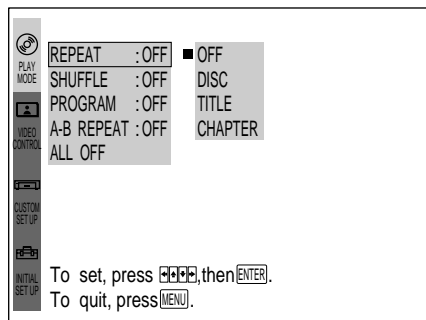 PLAY
MODE
VIDEO
CONTROL
CUSTOM
SET UP
INITIAL
SET UP
REPEAT :OFF
SHUFFLE :OFF
PROGRAM :OFF
A-B REPEAT :OFF
ALL OFF
OFF
DISC
TITLE
CHAPTER
To set, press ,then ENTER.
To quit, press MENU.